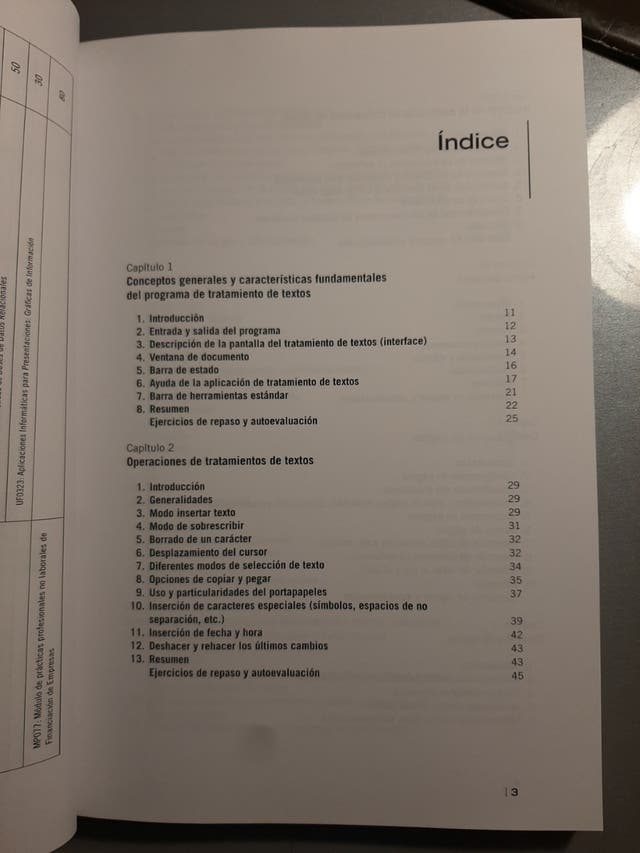 50
30
80
UF0323: Aplicaciones Informáticas para Presentaciones: Gráficas de Información
MP0077: Módulo de prácticas profesionales no laborales de
Financiación de Empresas
Índice
Capítulo 1
Conceptos generales y características fundamentales
del programa de tratamiento de textos
1. Introducción 11
2. Entrada y salida del programa 12
3. Descripción de la pantalla del tratamiento de textos (interface) 13
4. Ventana de documento 14
5. Barra de estado 16
6. Ayuda de la aplicación de tratamiento de textos 17
7. Barra de herramientas estándar 21
8. Resumen 22
Ejercicios de repaso y autoevaluación 25
Capítulo 2
Operaciones de tratamientos de textos
1. Introducción 29
2. Generalidades 29
3. Modo insertar texto 29
4. Modo de sobrescribir 31
5. Borrado de un carácter 32
6. Desplazamiento del cursor 32
7. Diferentes modos de selección de texto 34
8. Opciones de copiar y pegar 35
9. Uso y particularidades del portapapeles 37
10. Inserción de caracteres especiales (símbolos, espacios de no
separación, etc.) 39
11. Inserción de fecha y hora 42
12. Deshacer y rehacer los últimos cambios 43
13. Resumen 43
Ejercicios de repaso y autoevaluación 45
| 3